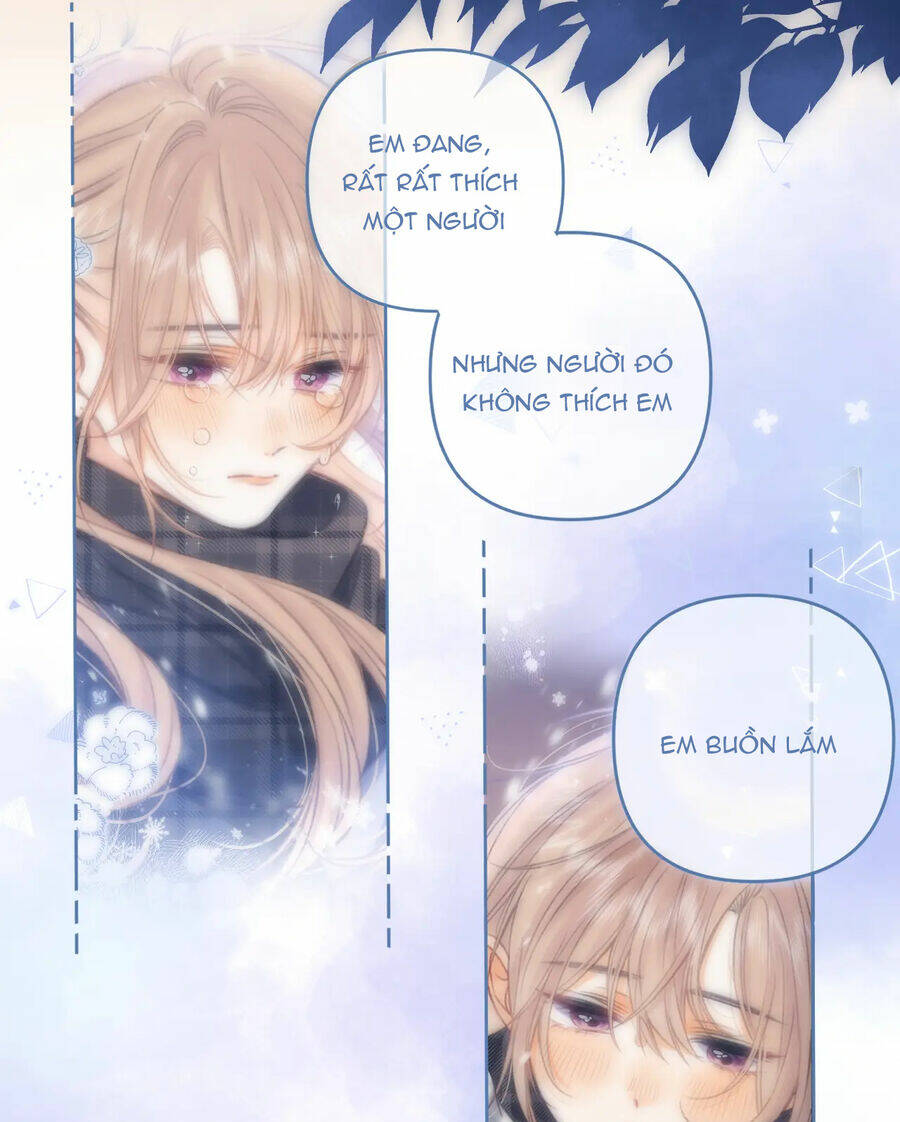 EM ĐANG,
RẤT RẤT THÍCH
MỘT NGƯỜI
NHƯNG NGƯỜI ĐÓ
KHÔNG THÍCH EM
EM BUỒN LẮM